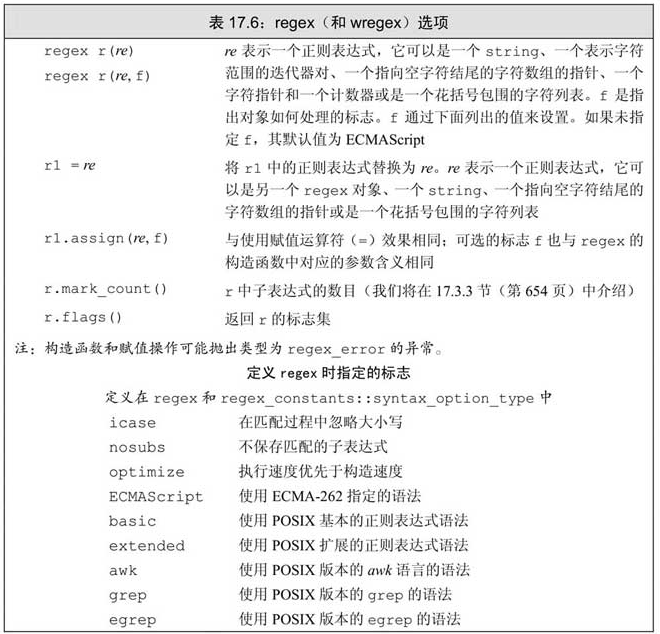 表 17.6：regex（和 wregex）选项
regex r(re) re 表示一个正则表达式，它可以是一个 string、一个表示字符
regex r(re, f) 范围的迭代器对、一个指向空字符结尾的字符数组的指针、一个
字符指针和一个计数器或是一个花括号包围的字符列表。f 是指
出对象如何处理的标志。f 通过下面列出的值来设置。如果未指
定 f，其默认值为 ECMAScript
r1 = re 将 r1 中的正则表达式替换为 re。re 表示一个正则表达式，它可
以是另一个 regex 对象、一个 string、一个指向空字符结尾的
字符数组的指针或是一个花括号包围的字符列表
r1.assign(re, f) 与使用赋值运算符（=）效果相同；可选的标志 f 也与 regex 的
构造函数中对应的参数含义相同
r.mark_count() r 中子表达式的数目（我们将在 17.3.3 节（第 654 页）中介绍）
r.flags() 返回 r 的标志集
注：构造函数和赋值操作可能抛出类型为 regex_error 的异常。
定义 regex 时指定的标志
定义在 regex 和 regex_constants::syntax_option_type 中
icase 在匹配过程中忽略大小写
nosubs 不保存匹配的子表达式
optimize 执行速度优先于构造速度
ECMAScript 使用 ECMA-262 指定的语法
basic 使用 POSIX 基本的正则表达式语法
extended 使用 POSIX 扩展的正则表达式语法
awk 使用 POSIX 版本的 awk 语言的语法
grep 使用 POSIX 版本的 grep 的语法
egrep 使用 POSIX 版本的 egrep 的语法